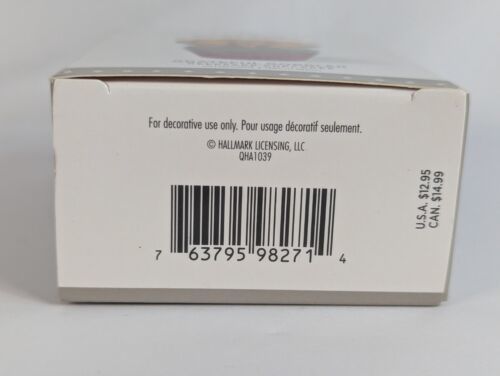 For decorative use only. Pour usage décoratif seulement.
© HALLMARK LICENSING, LLC
QHA1039
U.S.A. $12.95
CAN. $14.99
7 63795 98271 4